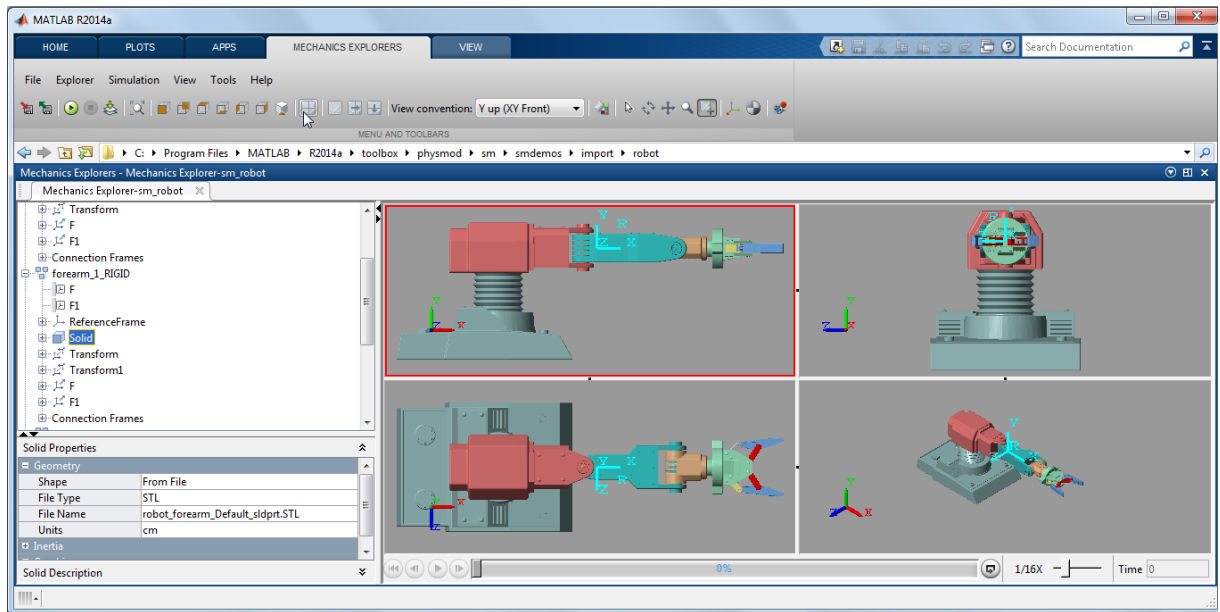 MATLAB R2014a
HOME PLOTS APPS MECHANICS EXPLORERS VIEW Search Documentation
File Explorer Simulation View Tools Help
View convention: Y up (XY Front)
MENU AND TOOLBARS
C: Program Files MATLAB R2014a toolbox physmod sm smdemos import robot
Mechanics Explorers - Mechanics Explorer-sm_robot
Mechanics Explorer-sm_robot
Transform
F
F1
Connection Frames
forearm_1_RIGID
F
F1
ReferenceFrame
Solid
Transform
Transform1
F
F1
Connection Frames
Solid Properties
Geometry
Shape From File
File Type STL
File Name robot_forearm_Default_sldprt.STL
Units cm
Inertia
Solid Description
Y R
Z X
Y
Z X
R
Y
Z
Y X
R
Z
X
Z
Y
R
Y
Z X
0% 1/16X Time 0